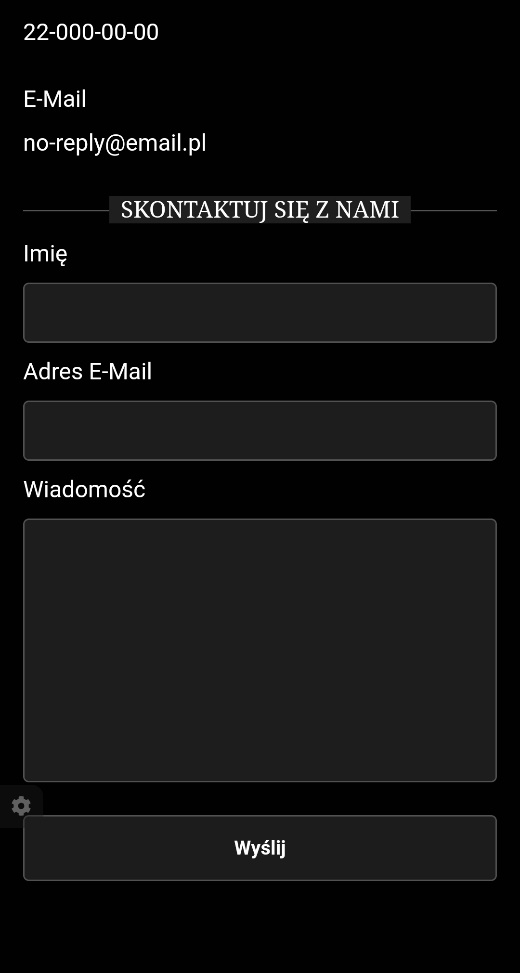 22-000-00-00
E-Mail
no-reply@email.pl
SKONTAKTUJ SIĘ Z NAMI
Imię
Adres E-Mail
Wiadomość
Wyślij